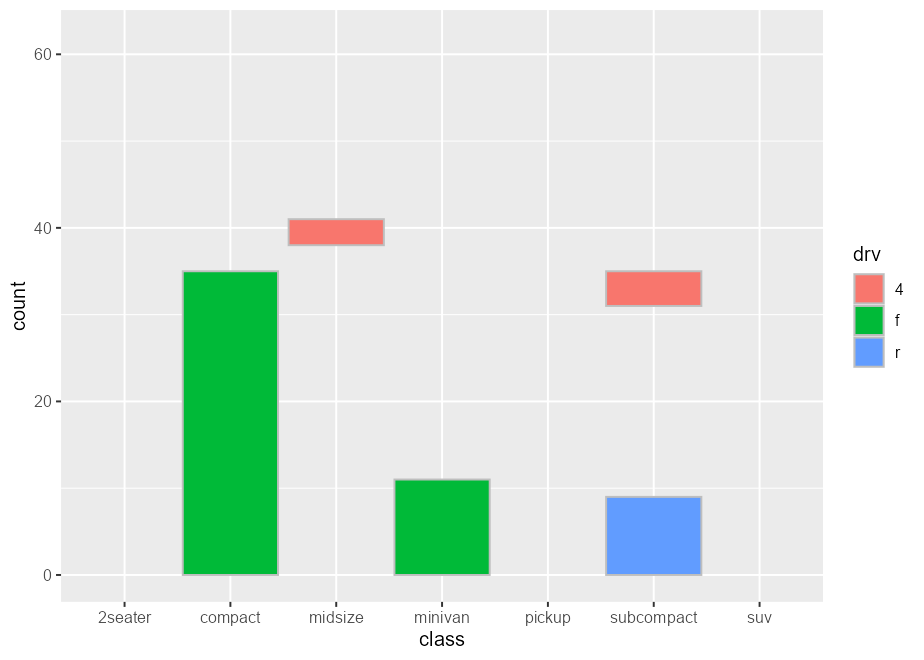 60
40
20
0
count
2seater compact midsize minivan pickup subcompact suv
class
drv
4
f
r